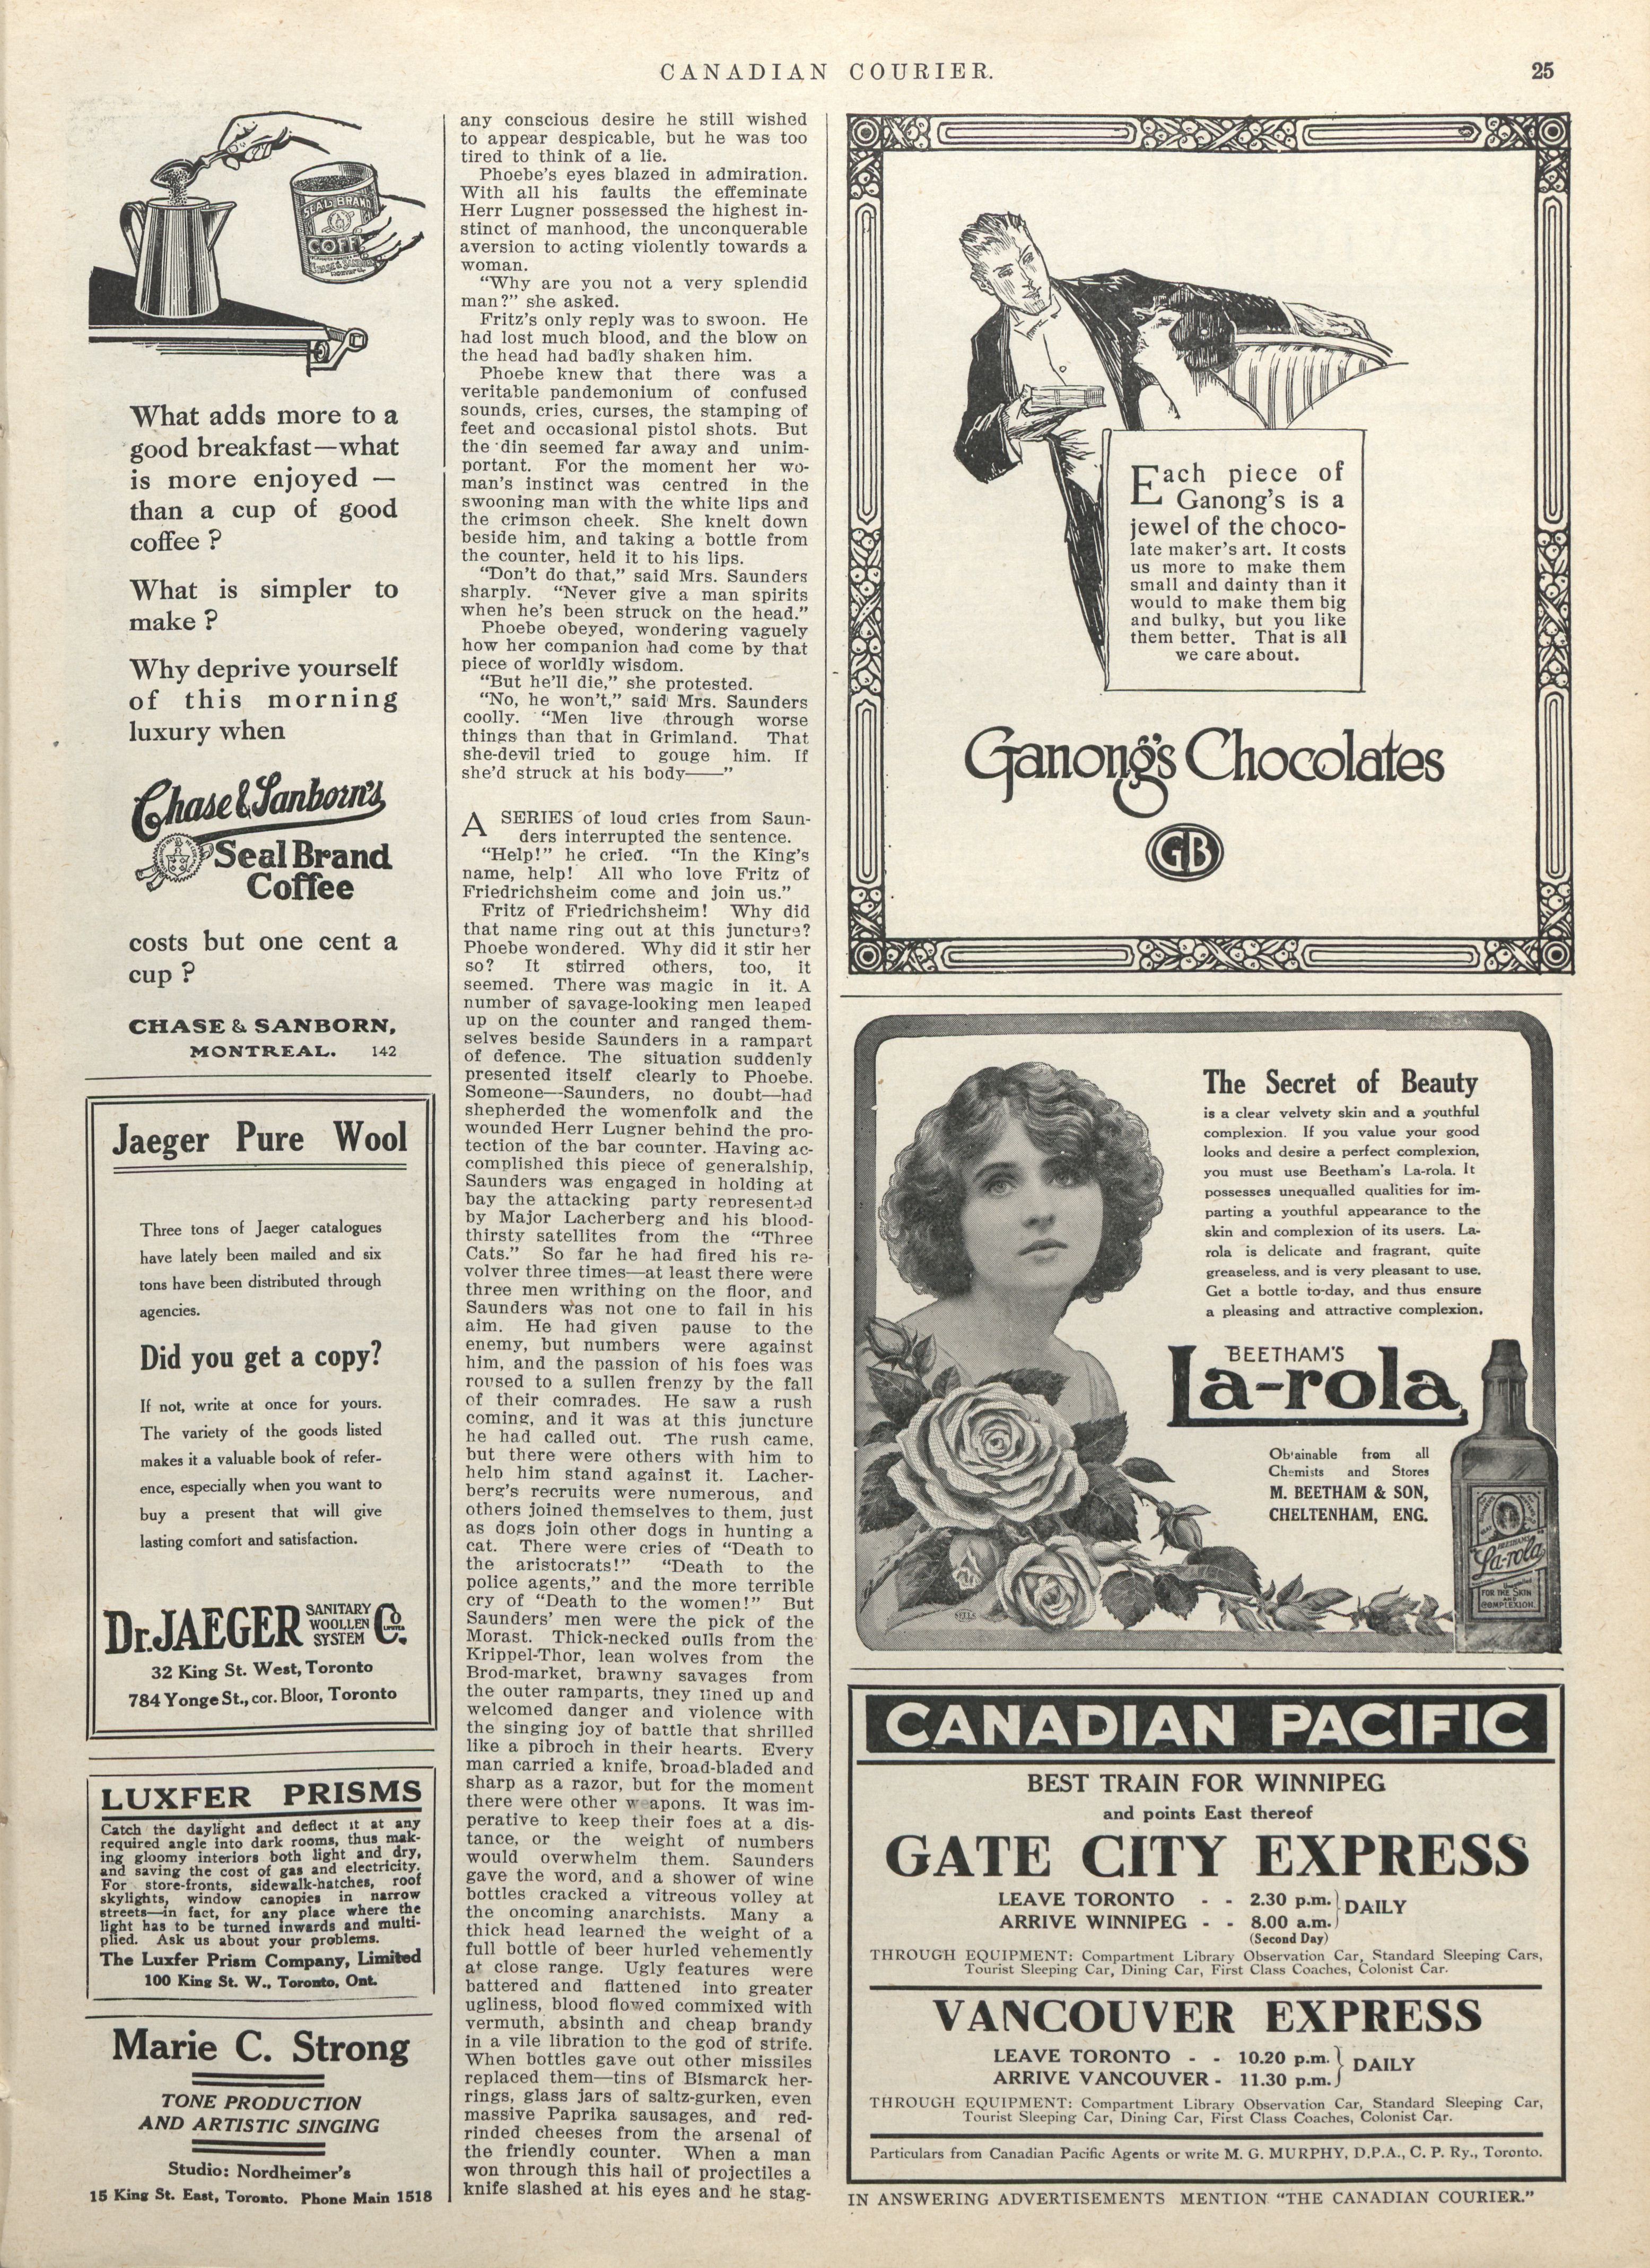 CANADIAN COURIER.
25
SEAL BRAND
COFFEE
What adds more to a
good breakfast—what
is more enjoyed —
than a cup of good
coffee ?
What is simpler to
make ?
Why deprive yourself
of this morning
luxury when
Chase & Sanborn's
Seal Brand
Coffee
costs but one cent a
cup ?
CHASE & SANBORN,
MONTREAL. 142
Jaeger Pure Wool
Three tons of Jaeger catalogues
have lately been mailed and six
tons have been distributed through
agencies.
Did you get a copy?
If not, write at once for yours.
The variety of the goods listed
makes it a valuable book of refer-
ence, especially when you want to
buy a present that will give
lasting comfort and satisfaction.
Dr. JAEGER SANITARY WOOLLEN SYSTEM Co. LIMITED
32 King St. West, Toronto
784 Yonge St., cor. Bloor, Toronto
LUXFER PRISMS
Catch the daylight and deflect it at any
required angle into dark rooms, thus mak-
ing gloomy interiors both light and dry,
and saving the cost of gas and electricity.
For store-fronts, sidewalk-hatches, roof
skylights, window canopies in narrow
streets—in fact, for any place where the
light has to be turned inwards and multi-
plied. Ask us about your problems.
The Luxfer Prism Company, Limited
100 King St. W., Toronto, Ont.
Marie C. Strong
TONE PRODUCTION
AND ARTISTIC SINGING
Studio: Nordheimer's
15 King St. East, Toronto. Phone Main 1518
any conscious desire he still wished
to appear despicable, but he was too
tired to think of a lie.
Phoebe's eyes blazed in admiration.
With all his faults the effeminate
Herr Lugner possessed the highest in-
stinct of manhood, the unconquerable
aversion to acting violently towards a
woman.
"Why are you not a very splendid
man?" she asked.
Fritz's only reply was to swoon. He
had lost much blood, and the blow on
the head had badly shaken him.
Phoebe knew that there was a
veritable pandemonium of confused
sounds, cries, curses, the stamping of
feet and occasional pistol shots. But
the din seemed far away and unim-
portant. For the moment her wo-
man's instinct was centred in the
swooning man with the white lips and
the crimson cheek. She knelt down
beside him, and taking a bottle from
the counter, held it to his lips.
"Don't do that," said Mrs. Saunders
sharply. "Never give a man spirits
when he's been struck on the head."
Phoebe obeyed, wondering vaguely
how her companion had come by that
piece of worldly wisdom.
"But he'll die," she protested.
"No, he won't," said Mrs. Saunders
coolly. "Men live through worse
things than that in Grimland. That
she-devil tried to gouge him. If
she'd struck at his body——"
A SERIES of loud cries from Saun-
ders interrupted the sentence.
"Help!" he cried. "In the King's
name, help! All who love Fritz of
Friedrichsheim come and join us."
Fritz of Friedrichsheim! Why did
that name ring out at this juncture?
Phoebe wondered. Why did it stir her
so? It stirred others, too, it
seemed. There was magic in it. A
number of savage-looking men leaped
up on the counter and ranged them-
selves beside Saunders in a rampart
of defence. The situation suddenly
presented itself clearly to Phoebe.
Someone—Saunders, no doubt—had
shepherded the womenfolk and the
wounded Herr Lugner behind the pro-
tection of the bar counter. Having ac-
complished this piece of generalship,
Saunders was engaged in holding at
bay the attacking party represented
by Major Lacherberg and his blood-
thirsty satellites from the "Three
Cats." So far he had fired his re-
volver three times—at least there were
three men writhing on the floor, and
Saunders was not one to fail in his
aim. He had given pause to the
enemy, but numbers were against
him, and the passion of his foes was
roused to a sullen frenzy by the fall
of their comrades. He saw a rush
coming, and it was at this juncture
he had called out. The rush came,
but there were others with him to
help him stand against it. Lacher-
berg's recruits were numerous, and
others joined themselves to them, just
as dogs join other dogs in hunting a
cat. There were cries of "Death to
the aristocrats!" "Death to the
police agents," and the more terrible
cry of "Death to the women!" But
Saunders' men were the pick of the
Morast. Thick-necked bulls from the
Krippel-Thor, lean wolves from the
Brod-market, brawny savages from
the outer ramparts, they lined up and
welcomed danger and violence with
the singing joy of battle that shrilled
like a pibroch in their hearts. Every
man carried a knife, broad-bladed and
sharp as a razor, but for the moment
there were other weapons. It was im-
perative to keep their foes at a dis-
tance, or the weight of numbers
would overwhelm them. Saunders
gave the word, and a shower of wine
bottles cracked a vitreous volley at
the oncoming anarchists. Many a
thick head learned the weight of a
full bottle of beer hurled vehemently
at close range. Ugly features were
battered and flattened into greater
ugliness, blood flowed commixed with
vermuth, absinth and cheap brandy
in a vile libration to the god of strife.
When bottles gave out other missiles
replaced them—tins of Bismarck her-
rings, glass jars of saltz-gurken, even
massive Paprika sausages, and red-
rinded cheeses from the arsenal of
the friendly counter. When a man
won through this hail of projectiles a
knife slashed at his eyes and he stag-
Each piece of
Ganong's is a
jewel of the choco-
late maker's art. It costs
us more to make them
small and dainty than it
would to make them big
and bulky, but you like
them better. That is all
we care about.
Ganong's Chocolates
GB
The Secret of Beauty
is a clear velvety skin and a youthful
complexion. If you value your good
looks and desire a perfect complexion,
you must use Beetham's La-rola. It
possesses unequalled qualities for im-
parting a youthful appearance to the
skin and complexion of its users. La-
rola is delicate and fragrant, quite
greaseless, and is very pleasant to use.
Get a bottle to-day, and thus ensure
a pleasing and attractive complexion.
BEETHAM'S
La-rola
Obtainable from all
Chemists and Stores
M. BEETHAM & SON,
CHELTENHAM, ENG.
La-rola
FOR THE SKIN
AND
COMPLEXION.
CANADIAN PACIFIC
BEST TRAIN FOR WINNIPEG
and points East thereof
GATE CITY EXPRESS
LEAVE TORONTO - - 2.30 p.m.
ARRIVE WINNIPEG - - 8.00 a.m. DAILY
(Second Day)
THROUGH EQUIPMENT: Compartment Library Observation Car, Standard Sleeping Cars,
Tourist Sleeping Car, Dining Car, First Class Coaches, Colonist Car.
VANCOUVER EXPRESS
LEAVE TORONTO - - 10.20 p.m.
ARRIVE VANCOUVER - 11.30 p.m. DAILY
THROUGH EQUIPMENT: Compartment Library Observation Car, Standard Sleeping Car,
Tourist Sleeping Car, Dining Car, First Class Coaches, Colonist Car.
Particulars from Canadian Pacific Agents or write M. G. MURPHY, D.P.A., C. P. Ry., Toronto.
IN ANSWERING ADVERTISEMENTS MENTION "THE CANADIAN COURIER."